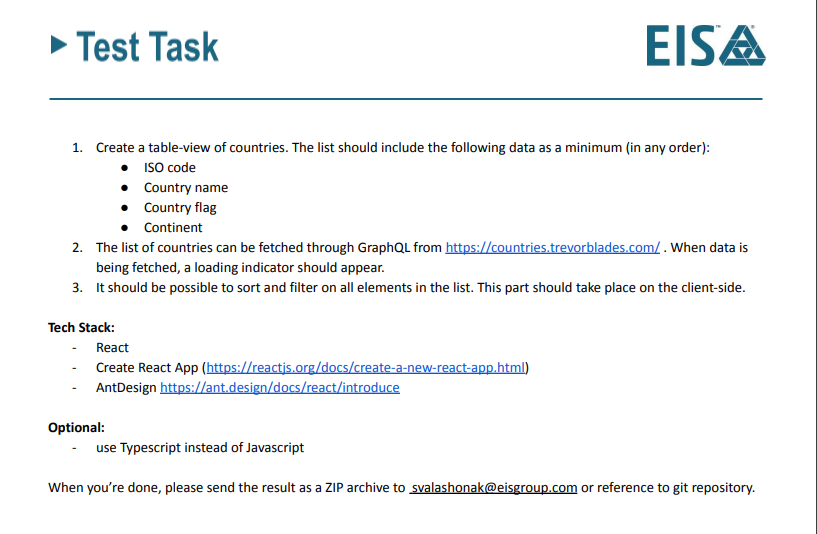 Test Task
EIS
1. Create a table-view of countries. The list should include the following data as a minimum (in any order):
● ISO code
● Country name
● Country flag
● Continent
2. The list of countries can be fetched through GraphQL from https://countries.trevorblades.com/ . When data is
being fetched, a loading indicator should appear.
3. It should be possible to sort and filter on all elements in the list. This part should take place on the client-side.
Tech Stack:
- React
- Create React App (https://reactjs.org/docs/create-a-new-react-app.html)
- AntDesign https://ant.design/docs/react/introduce
Optional:
- use Typescript instead of Javascript
When you’re done, please send the result as a ZIP archive to svalashonak@eisgroup.com or reference to git repository.